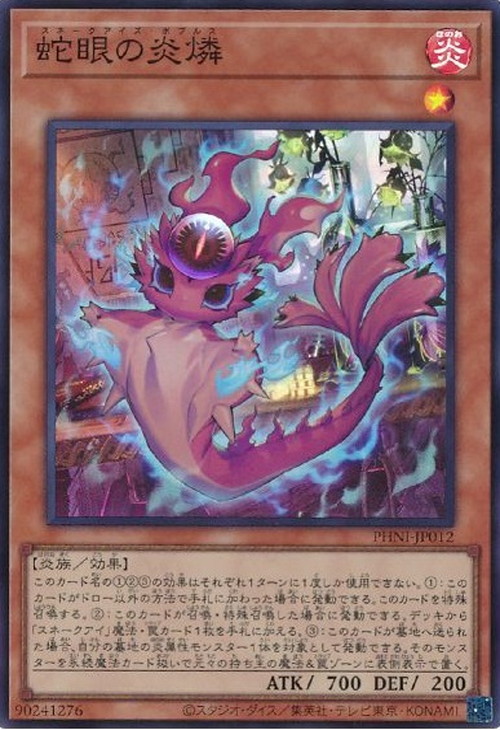 スネークアイズ・ポプルス
蛇眼の炎燐
ほのお
炎
PHNI-JP012
【炎族／効果】
このカード名の①②③の効果はそれぞれ1ターンに1度しか使用できない。①：この
カードがドロー以外の方法で手札に加わった場合に発動できる。このカードを特殊
召喚する。②：このカードが召喚・特殊召喚した場合に発動できる。デッキから
「スネークアイ」魔法・罠カード1枚を手札に加える。③：このカードが墓地へ送られ
た場合、自分の墓地の炎属性モンスター1体を対象として発動できる。そのモン
スターを永続魔法カード扱いで元々の持ち主の魔法&罠ゾーンに表側表示で置く。
ATK/ 700 DEF/ 200
90241276 ©スタジオ・ダイス／集英社・テレビ東京・KONAMI